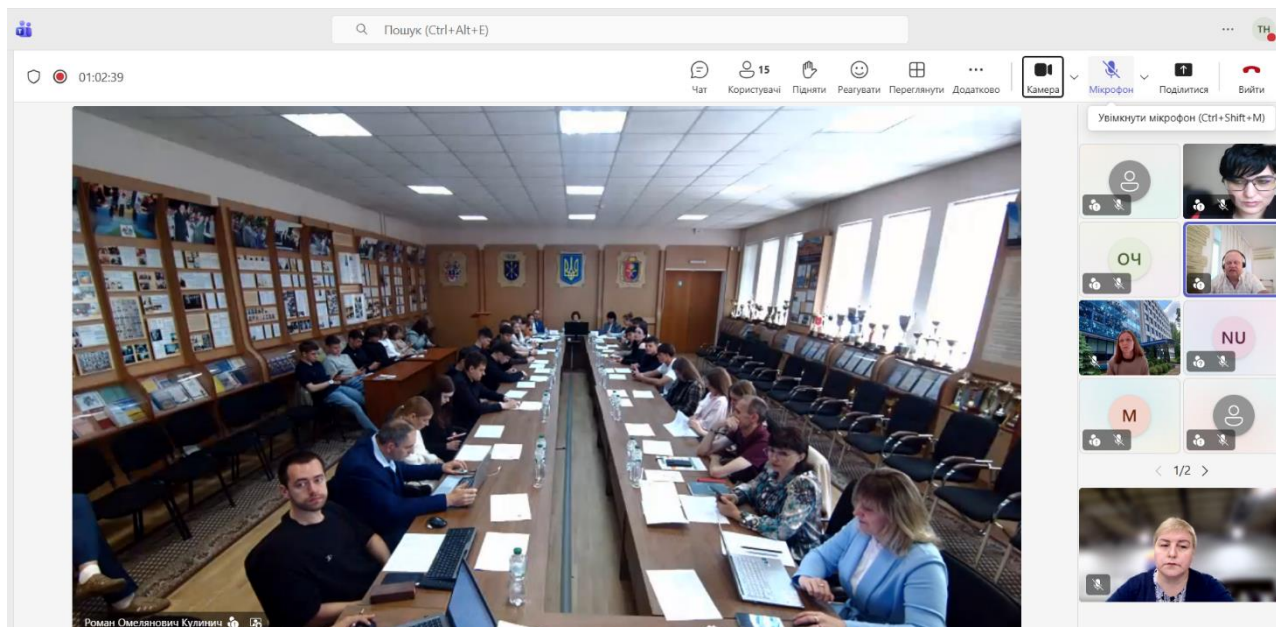 Пошук (Ctrl+Alt+E)
TH
01:02:39
Чат
15
Користувачі
Підняти
Реагувати
Переглянути
Додатково
Камера
Мікрофон
Поділитися
Вийти
Увімкнути мікрофон (Ctrl+Shift+M)
ОЧ
NU
M
1/2
Роман Омелянович Кулинич